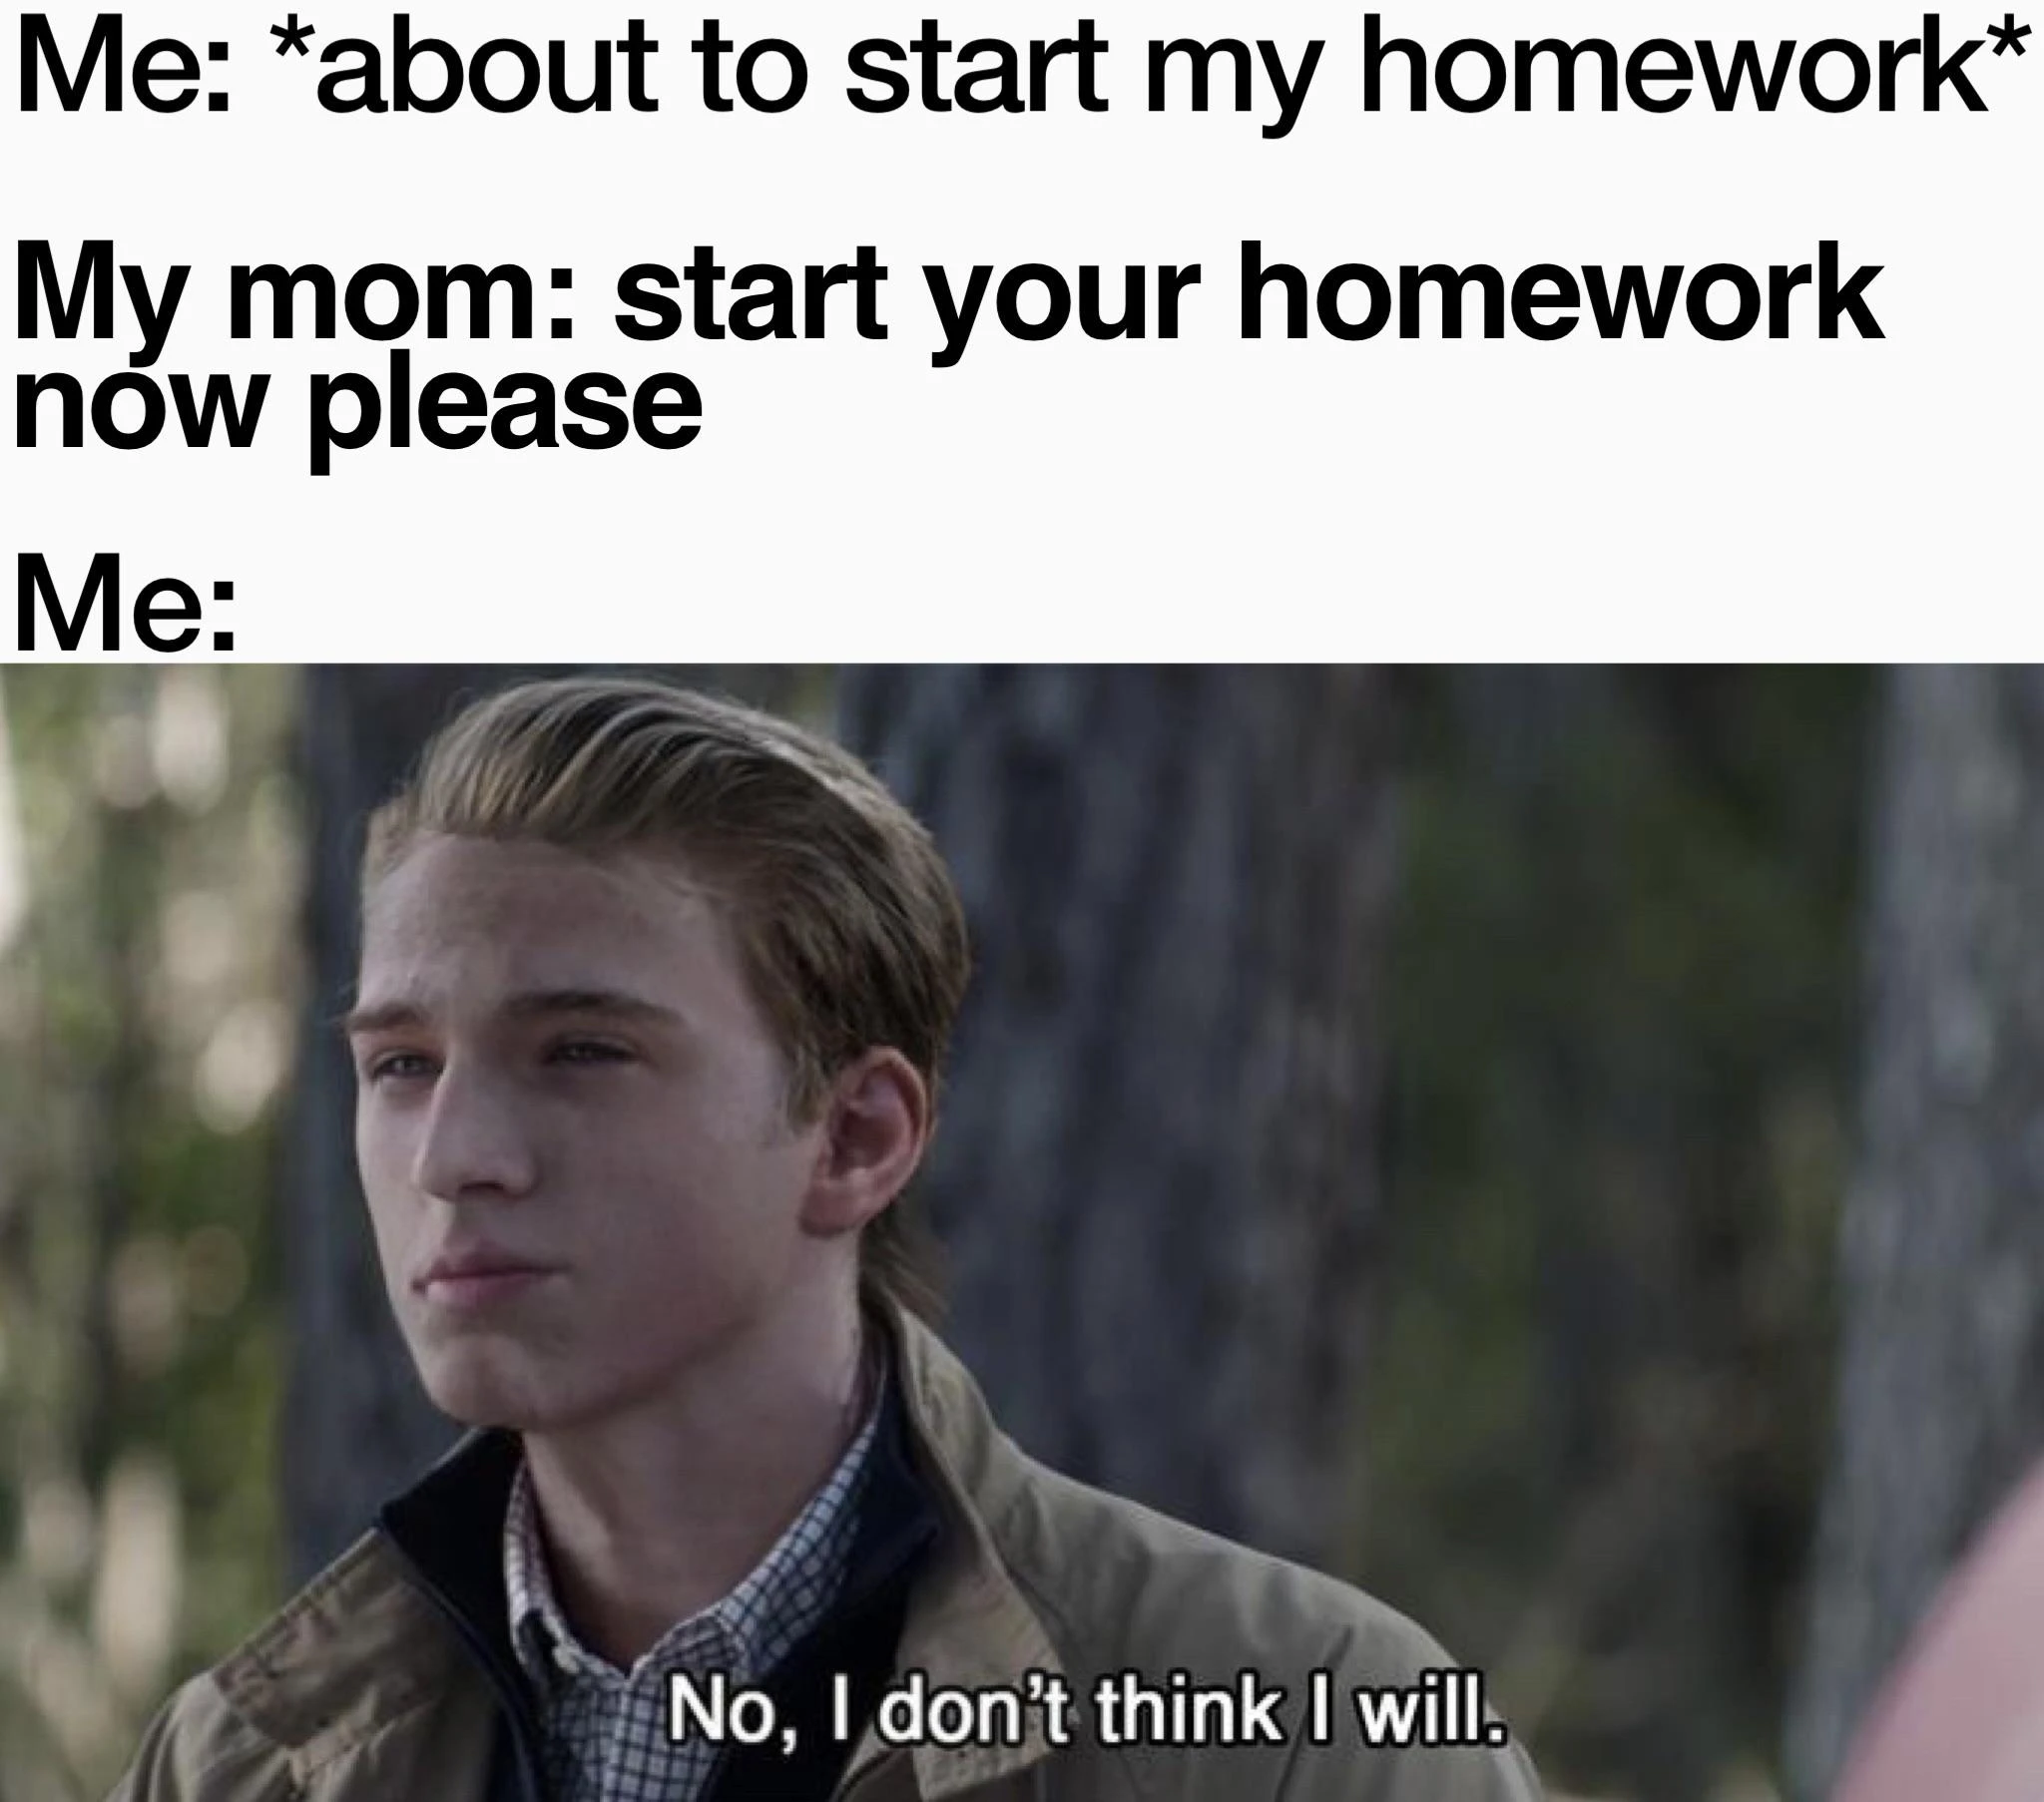 Me: *about to start my homework*
My mom: start your homework
now please
Me:
No, I don't think I will.